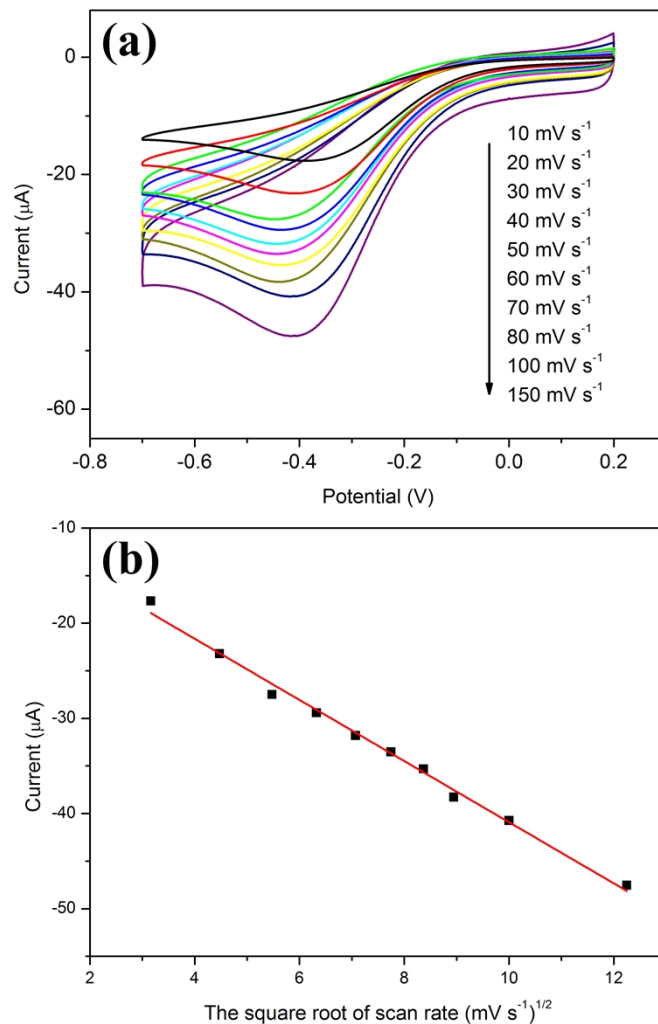 (a)
0
-20
-40
-60
Current (μA)
10 mV s⁻¹
20 mV s⁻¹
30 mV s⁻¹
40 mV s⁻¹
50 mV s⁻¹
60 mV s⁻¹
70 mV s⁻¹
80 mV s⁻¹
100 mV s⁻¹
150 mV s⁻¹
-0.8 -0.6 -0.4 -0.2 0.0 0.2
Potential (V)
(b)
-10
-20
-30
-40
-50
Current (μA)
2 4 6 8 10 12
The square root of scan rate (mV s⁻¹)¹/²